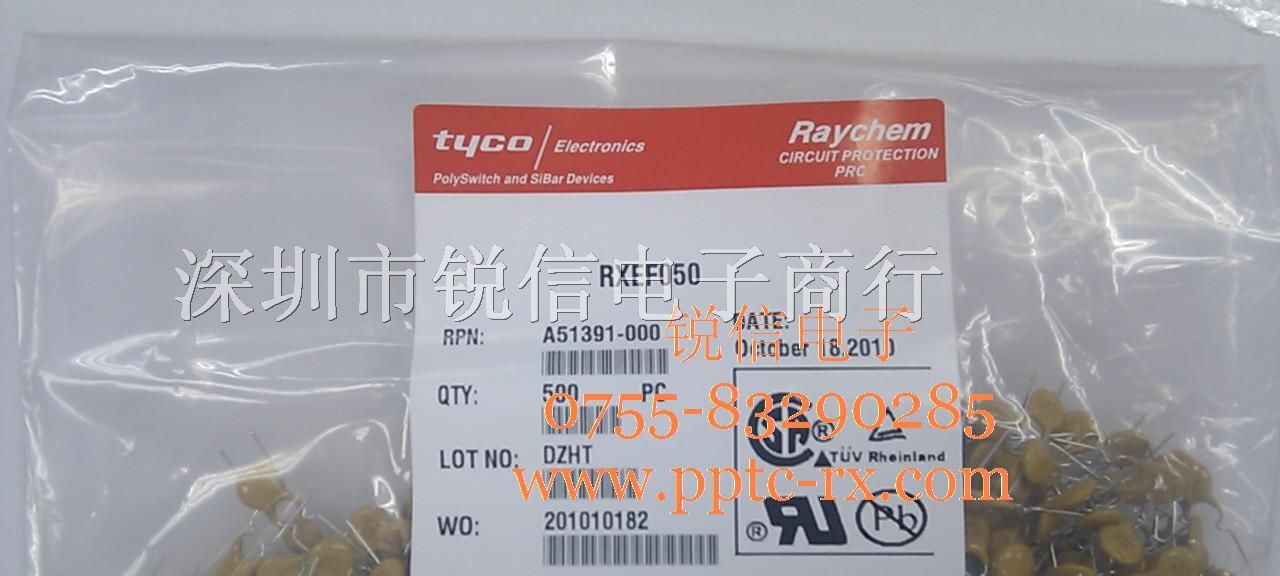 tyco / Electronics
PolySwitch and SiBar Devices
Raychem
CIRCUIT PROTECTION
PRC
深圳市锐信电子商行
RXEF050
RPN: A51391-000
DATE:
October 18,2010
锐信电子
QTY: 500 PC
0755-83290285
LOT NO: DZHT
TÜV Rheinland
www.pptc-rx.com
WO: 201010182
Pb